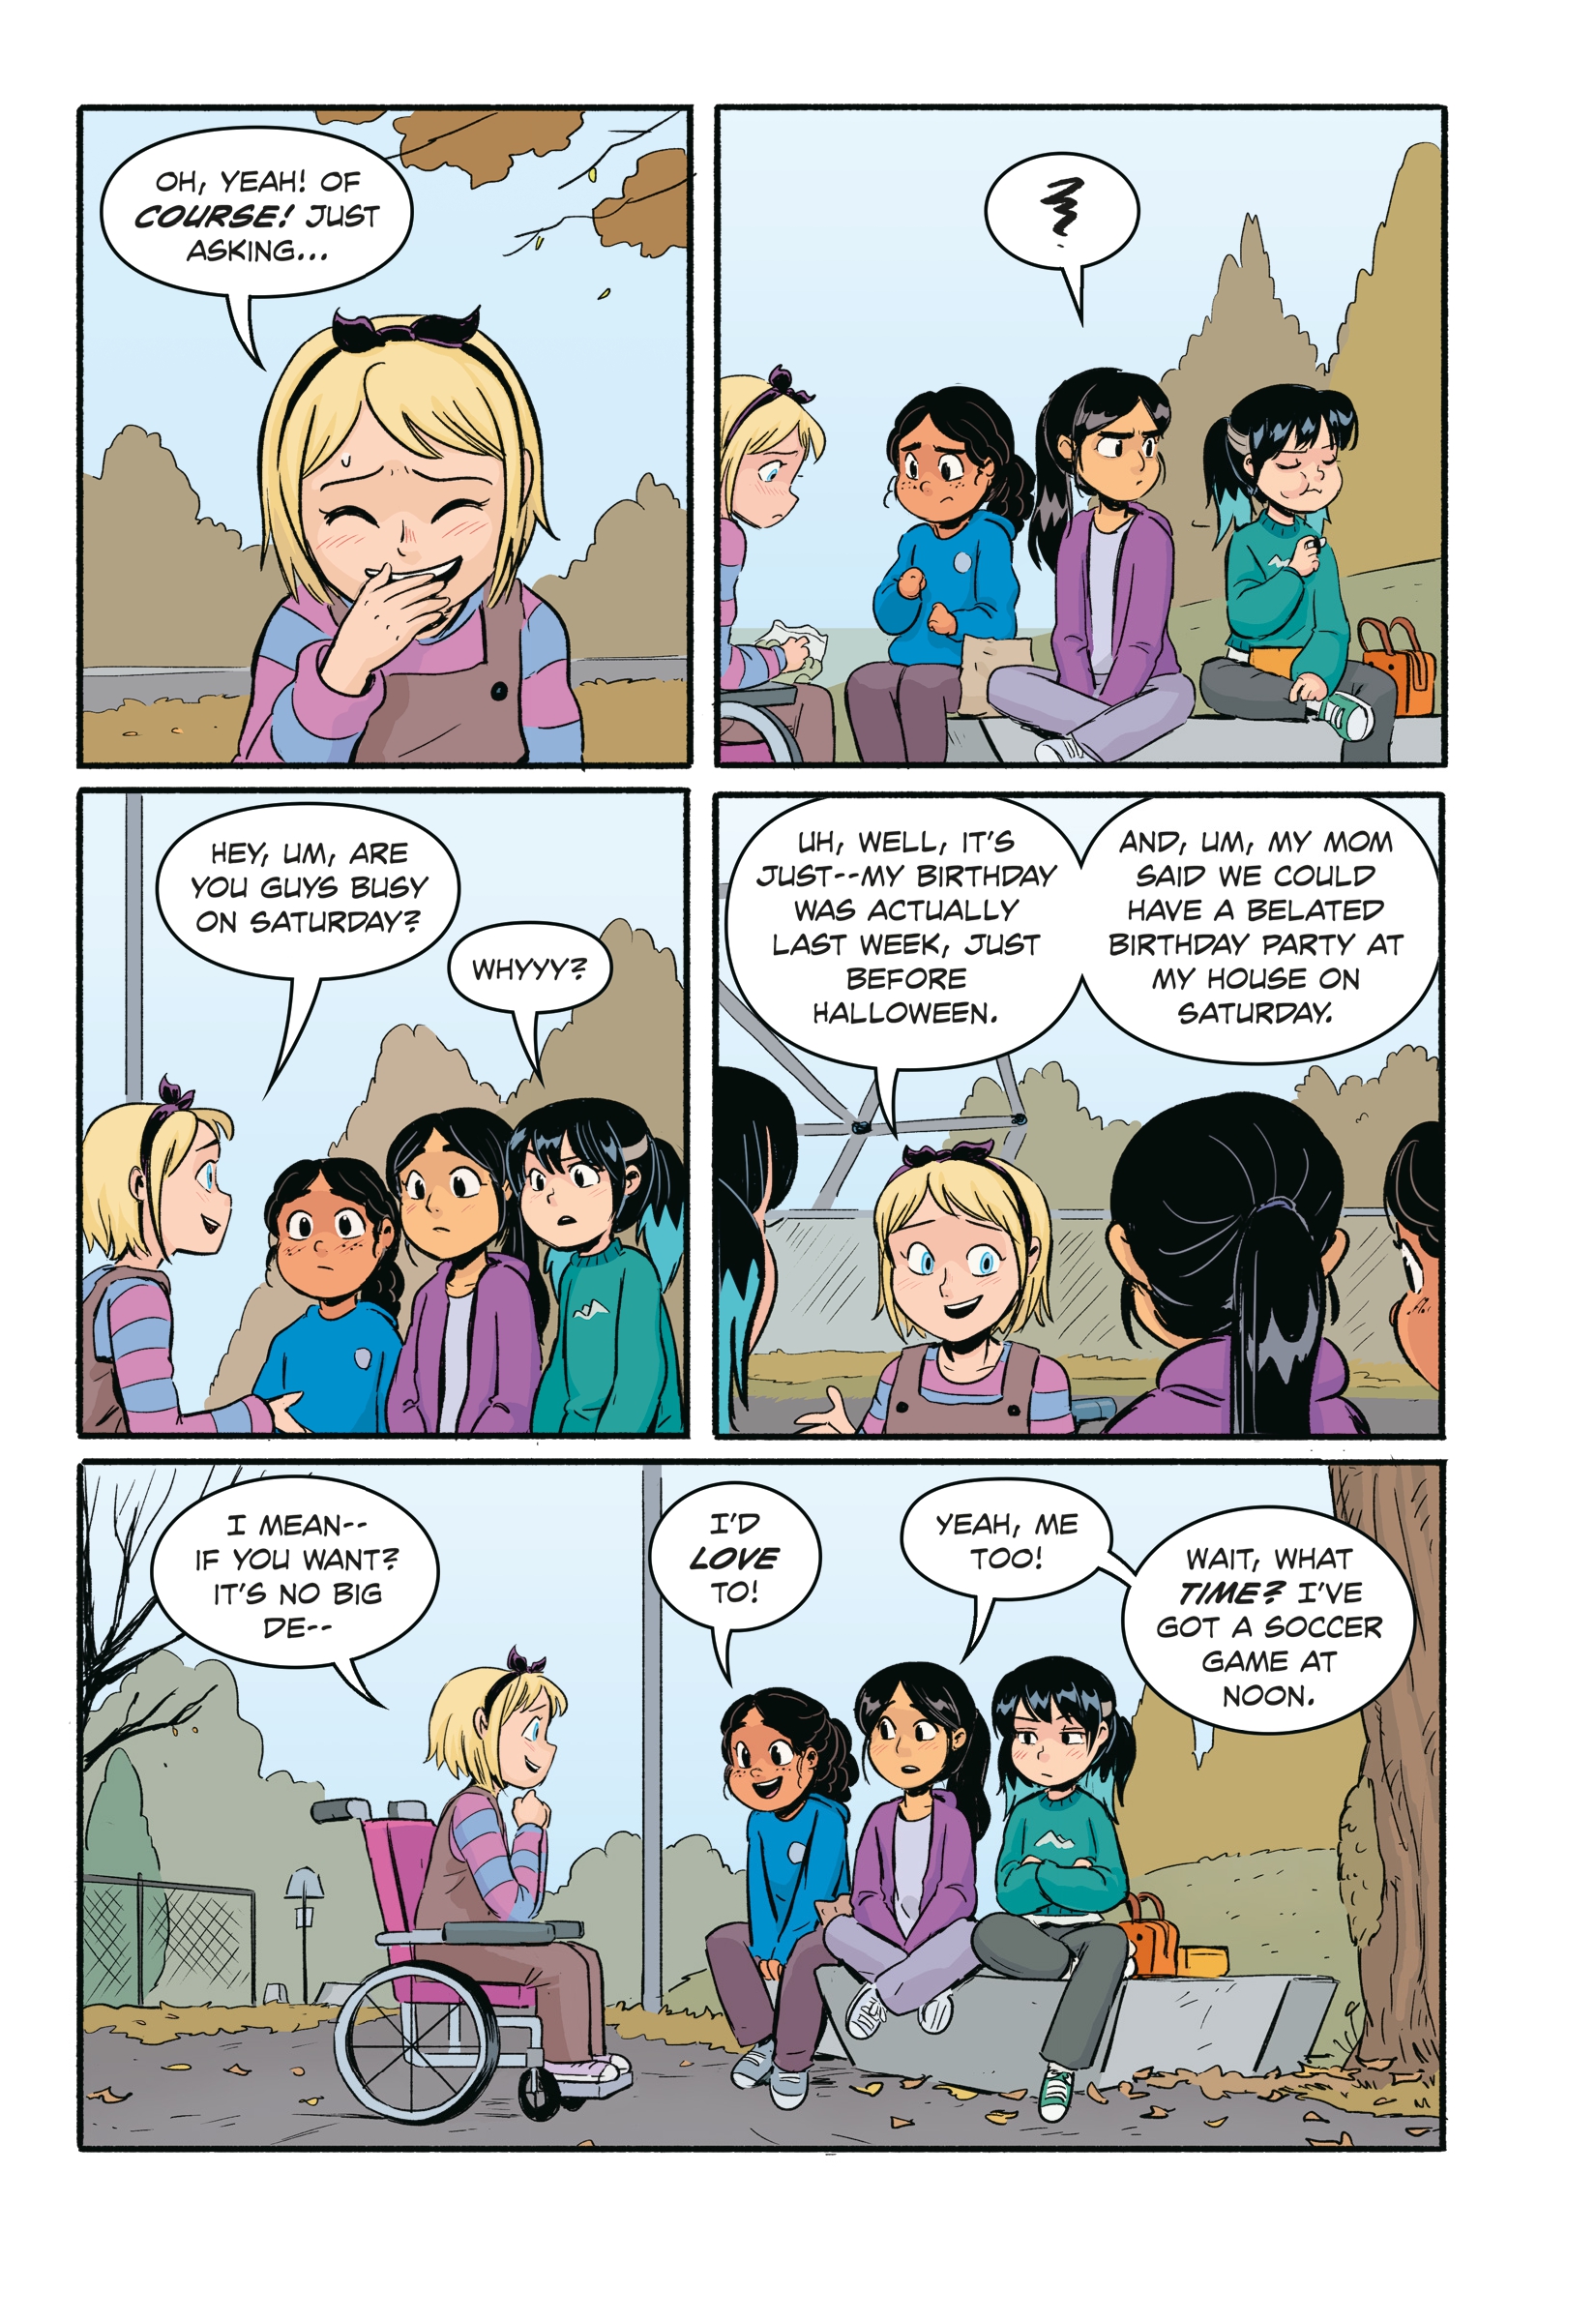 OH, YEAH! OF
COURSE! JUST
ASKING...
HEY, UM, ARE
YOU GUYS BUSY
ON SATURDAY?
WHYYY?
UH, WELL, IT'S
JUST--MY BIRTHDAY
WAS ACTUALLY
LAST WEEK, JUST
BEFORE
HALLOWEEN.
AND, UM, MY MOM
SAID WE COULD
HAVE A BELATED
BIRTHDAY PARTY AT
MY HOUSE ON
SATURDAY.
I MEAN--
IF YOU WANT?
IT'S NO BIG
DE--
I'D
LOVE
TO!
YEAH, ME
TOO!
WAIT, WHAT
TIME? I'VE
GOT A SOCCER
GAME AT
NOON.